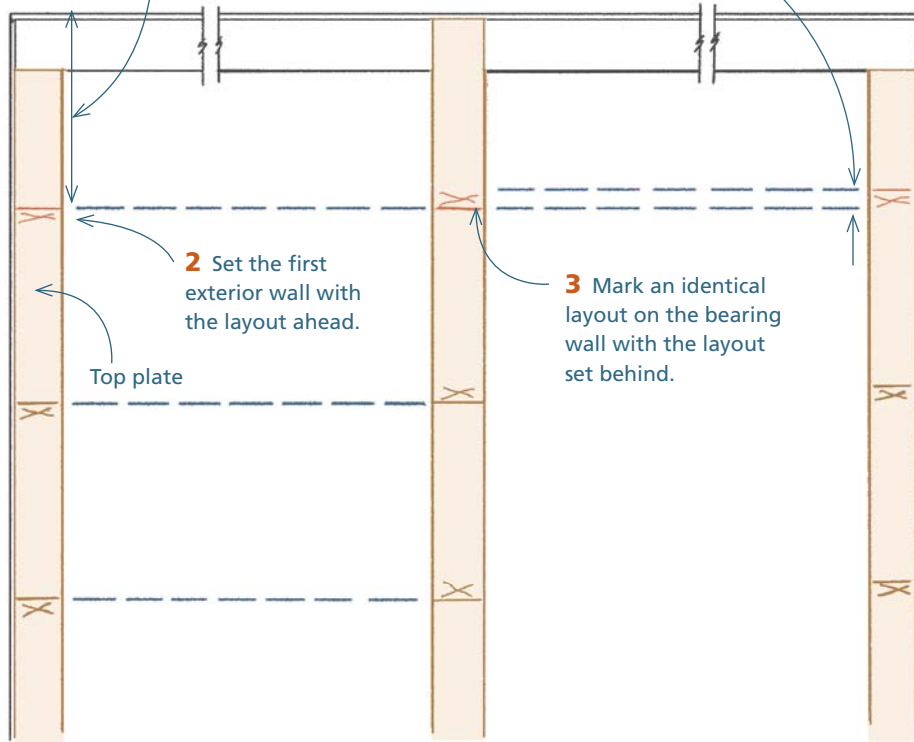 2 Set the first
exterior wall with
the layout ahead.
3 Mark an identical
layout on the bearing
wall with the layout
set behind.
Top plate